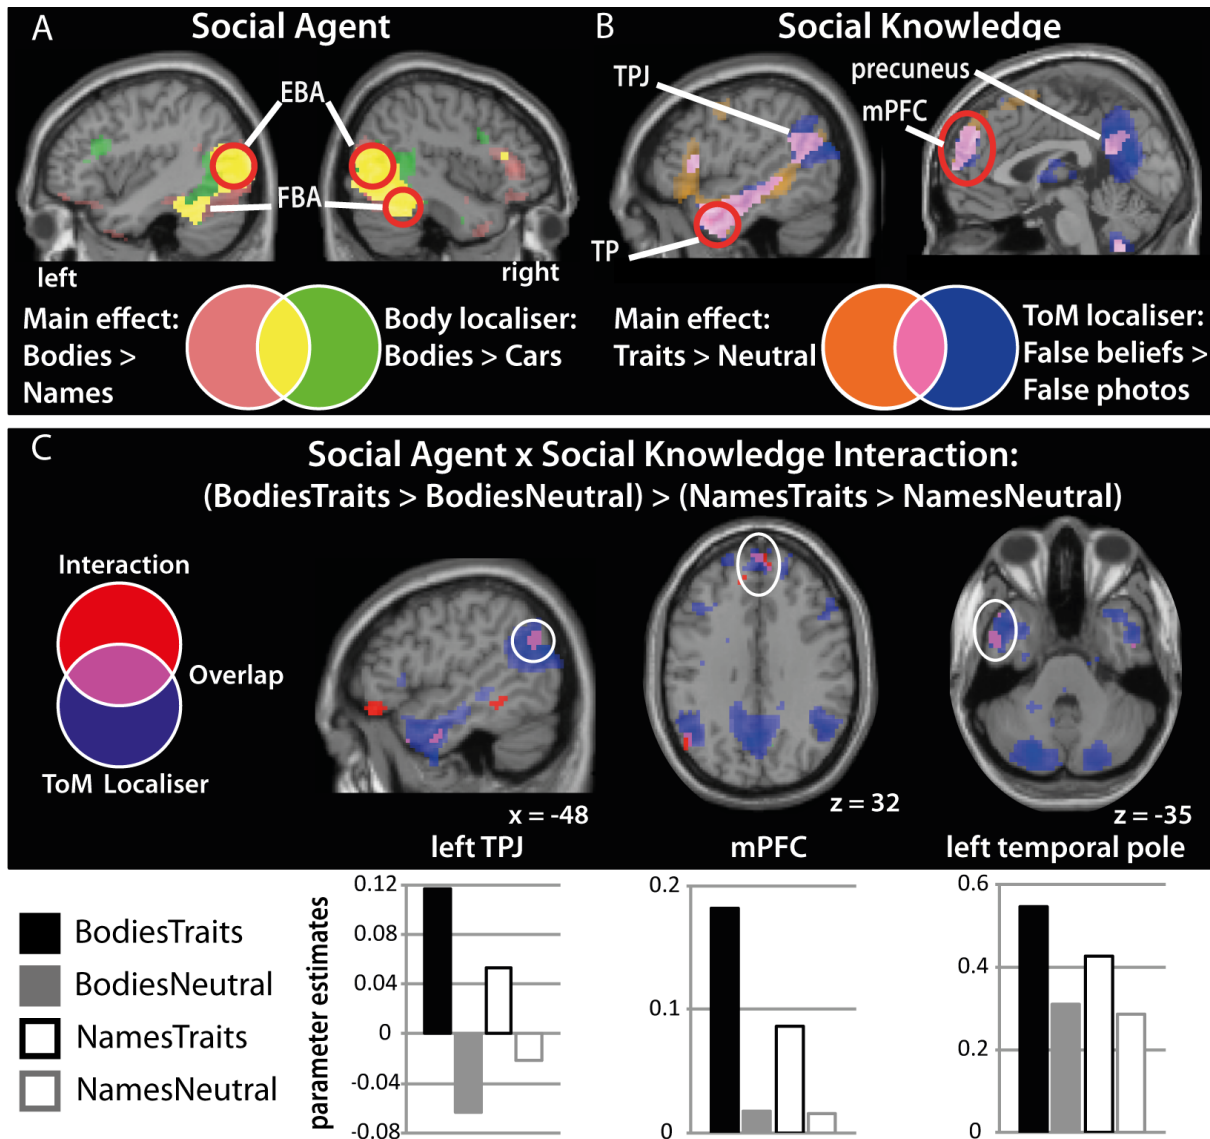 A
Social Agent
EBA
FBA
left
right
Main effect:
Bodies >
Names
Body localiser:
Bodies > Cars
B
Social Knowledge
TPJ
precuneus
mPFC
TP
Main effect:
Traits > Neutral
ToM localiser:
False beliefs >
False photos
C
Social Agent x Social Knowledge Interaction:
(BodiesTraits > BodiesNeutral) > (NamesTraits > NamesNeutral)
Interaction
Overlap
ToM Localiser
x = -48
z = 32
z = -35
left TPJ
mPFC
left temporal pole
BodiesTraits
BodiesNeutral
NamesTraits
NamesNeutral
parameter estimates
0.12
0.08
0.04
0
-0.04
-0.08
0.2
0.1
0
0.6
0.4
0.2
0